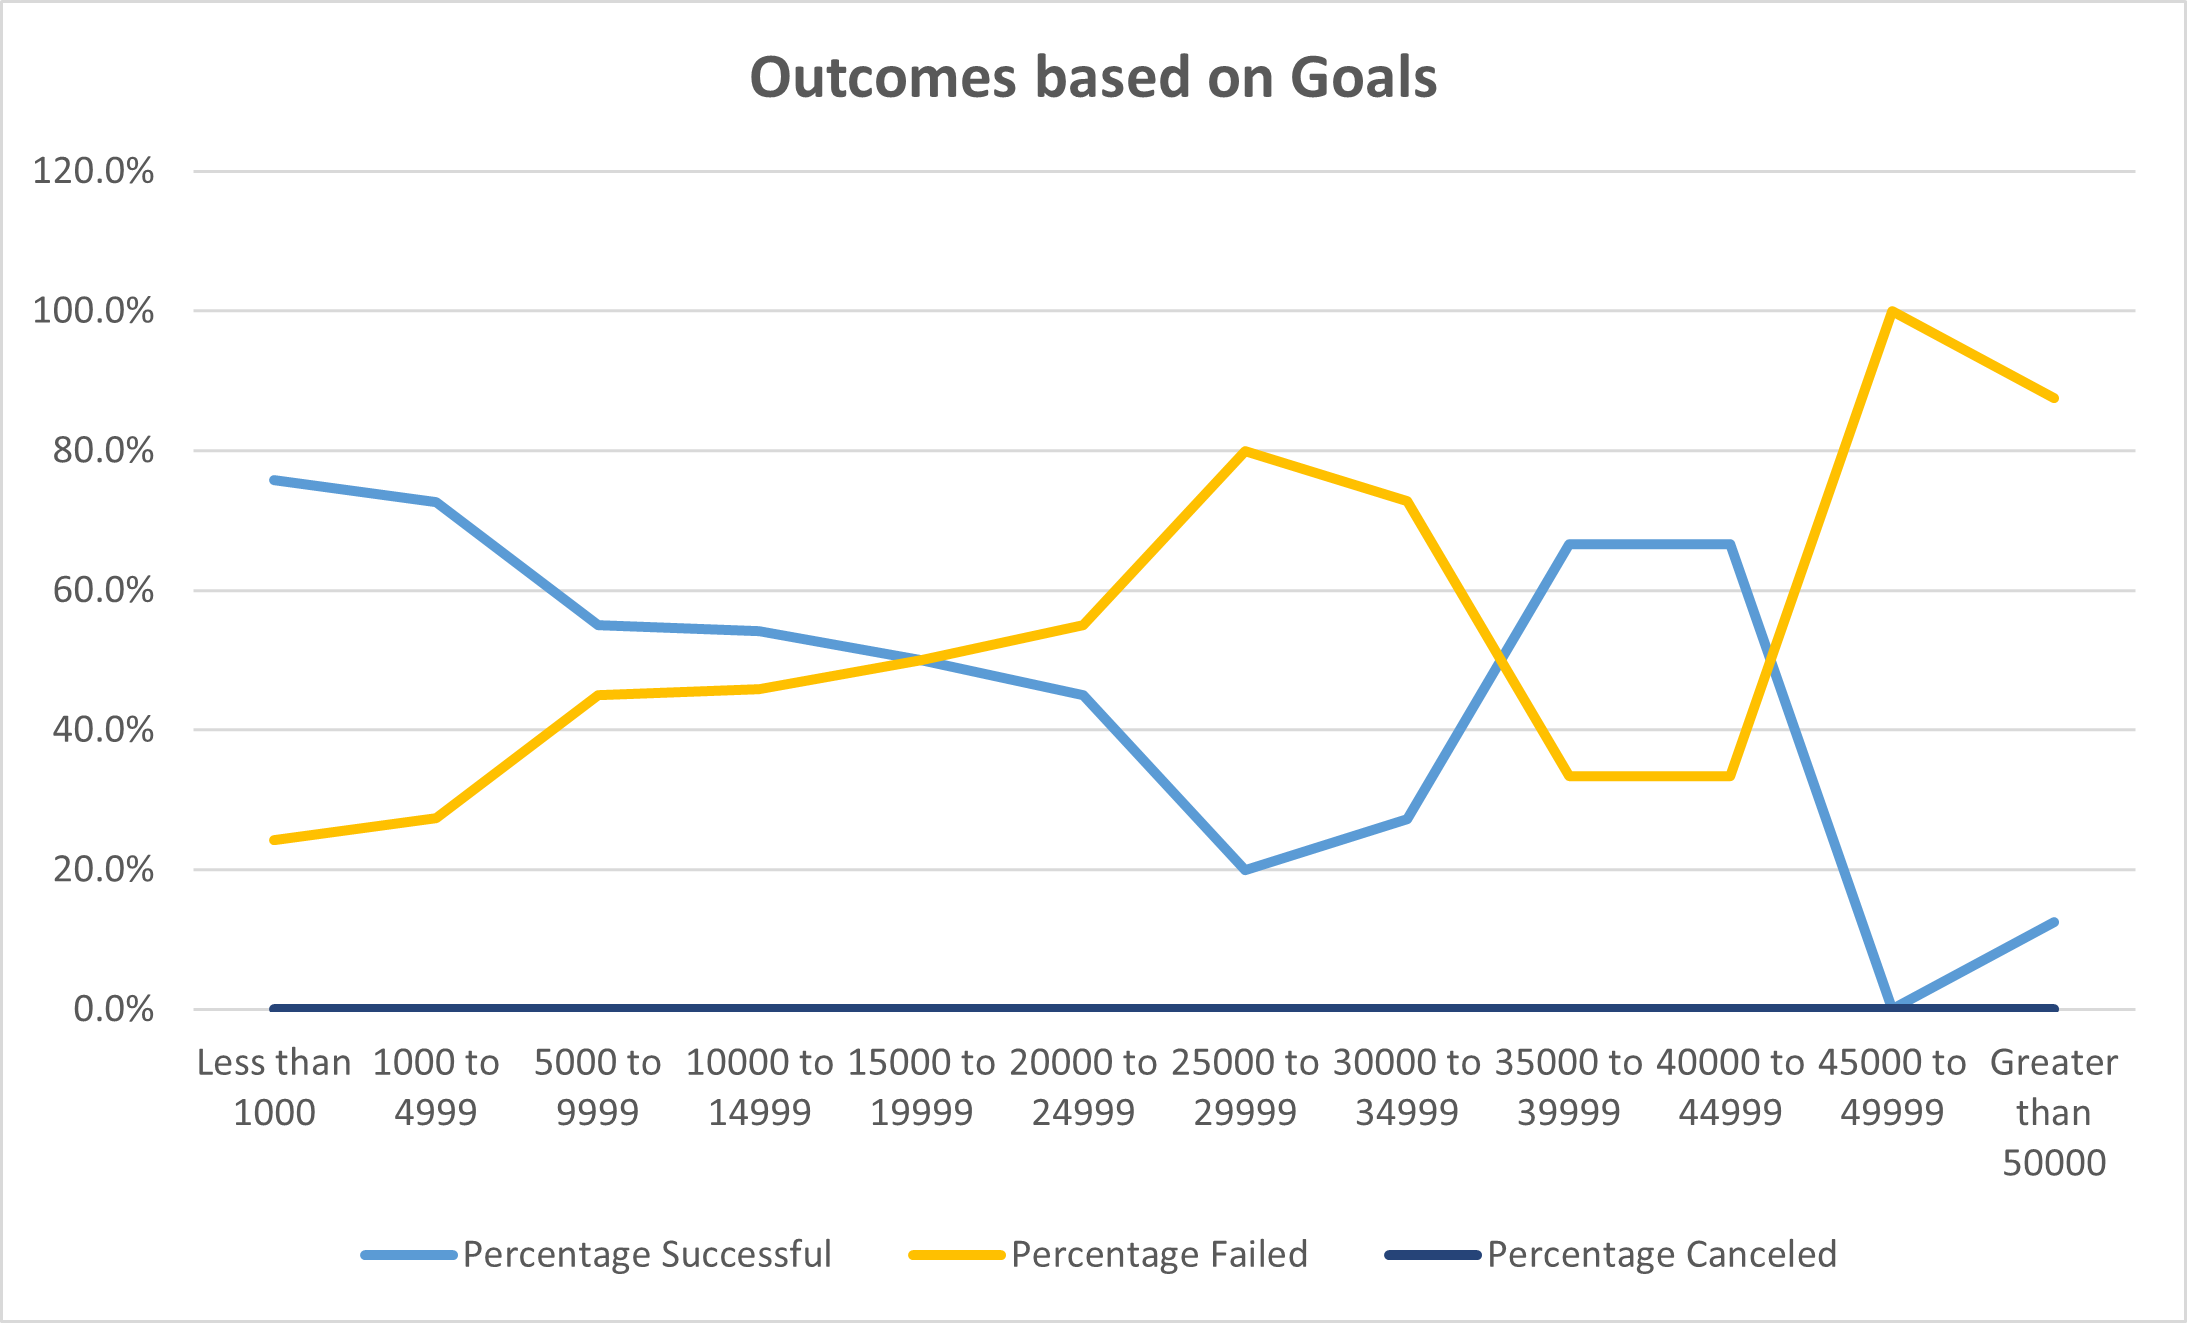 Outcomes based on Goals
120.0%
100.0%
80.0%
60.0%
40.0%
20.0%
0.0%
Less than 1000 to 5000 to 10000 to 15000 to 20000 to 25000 to 30000 to 35000 to 40000 to 45000 to Greater
1000 4999 9999 14999 19999 24999 29999 34999 39999 44999 49999 than
50000
Percentage Successful Percentage Failed Percentage Canceled